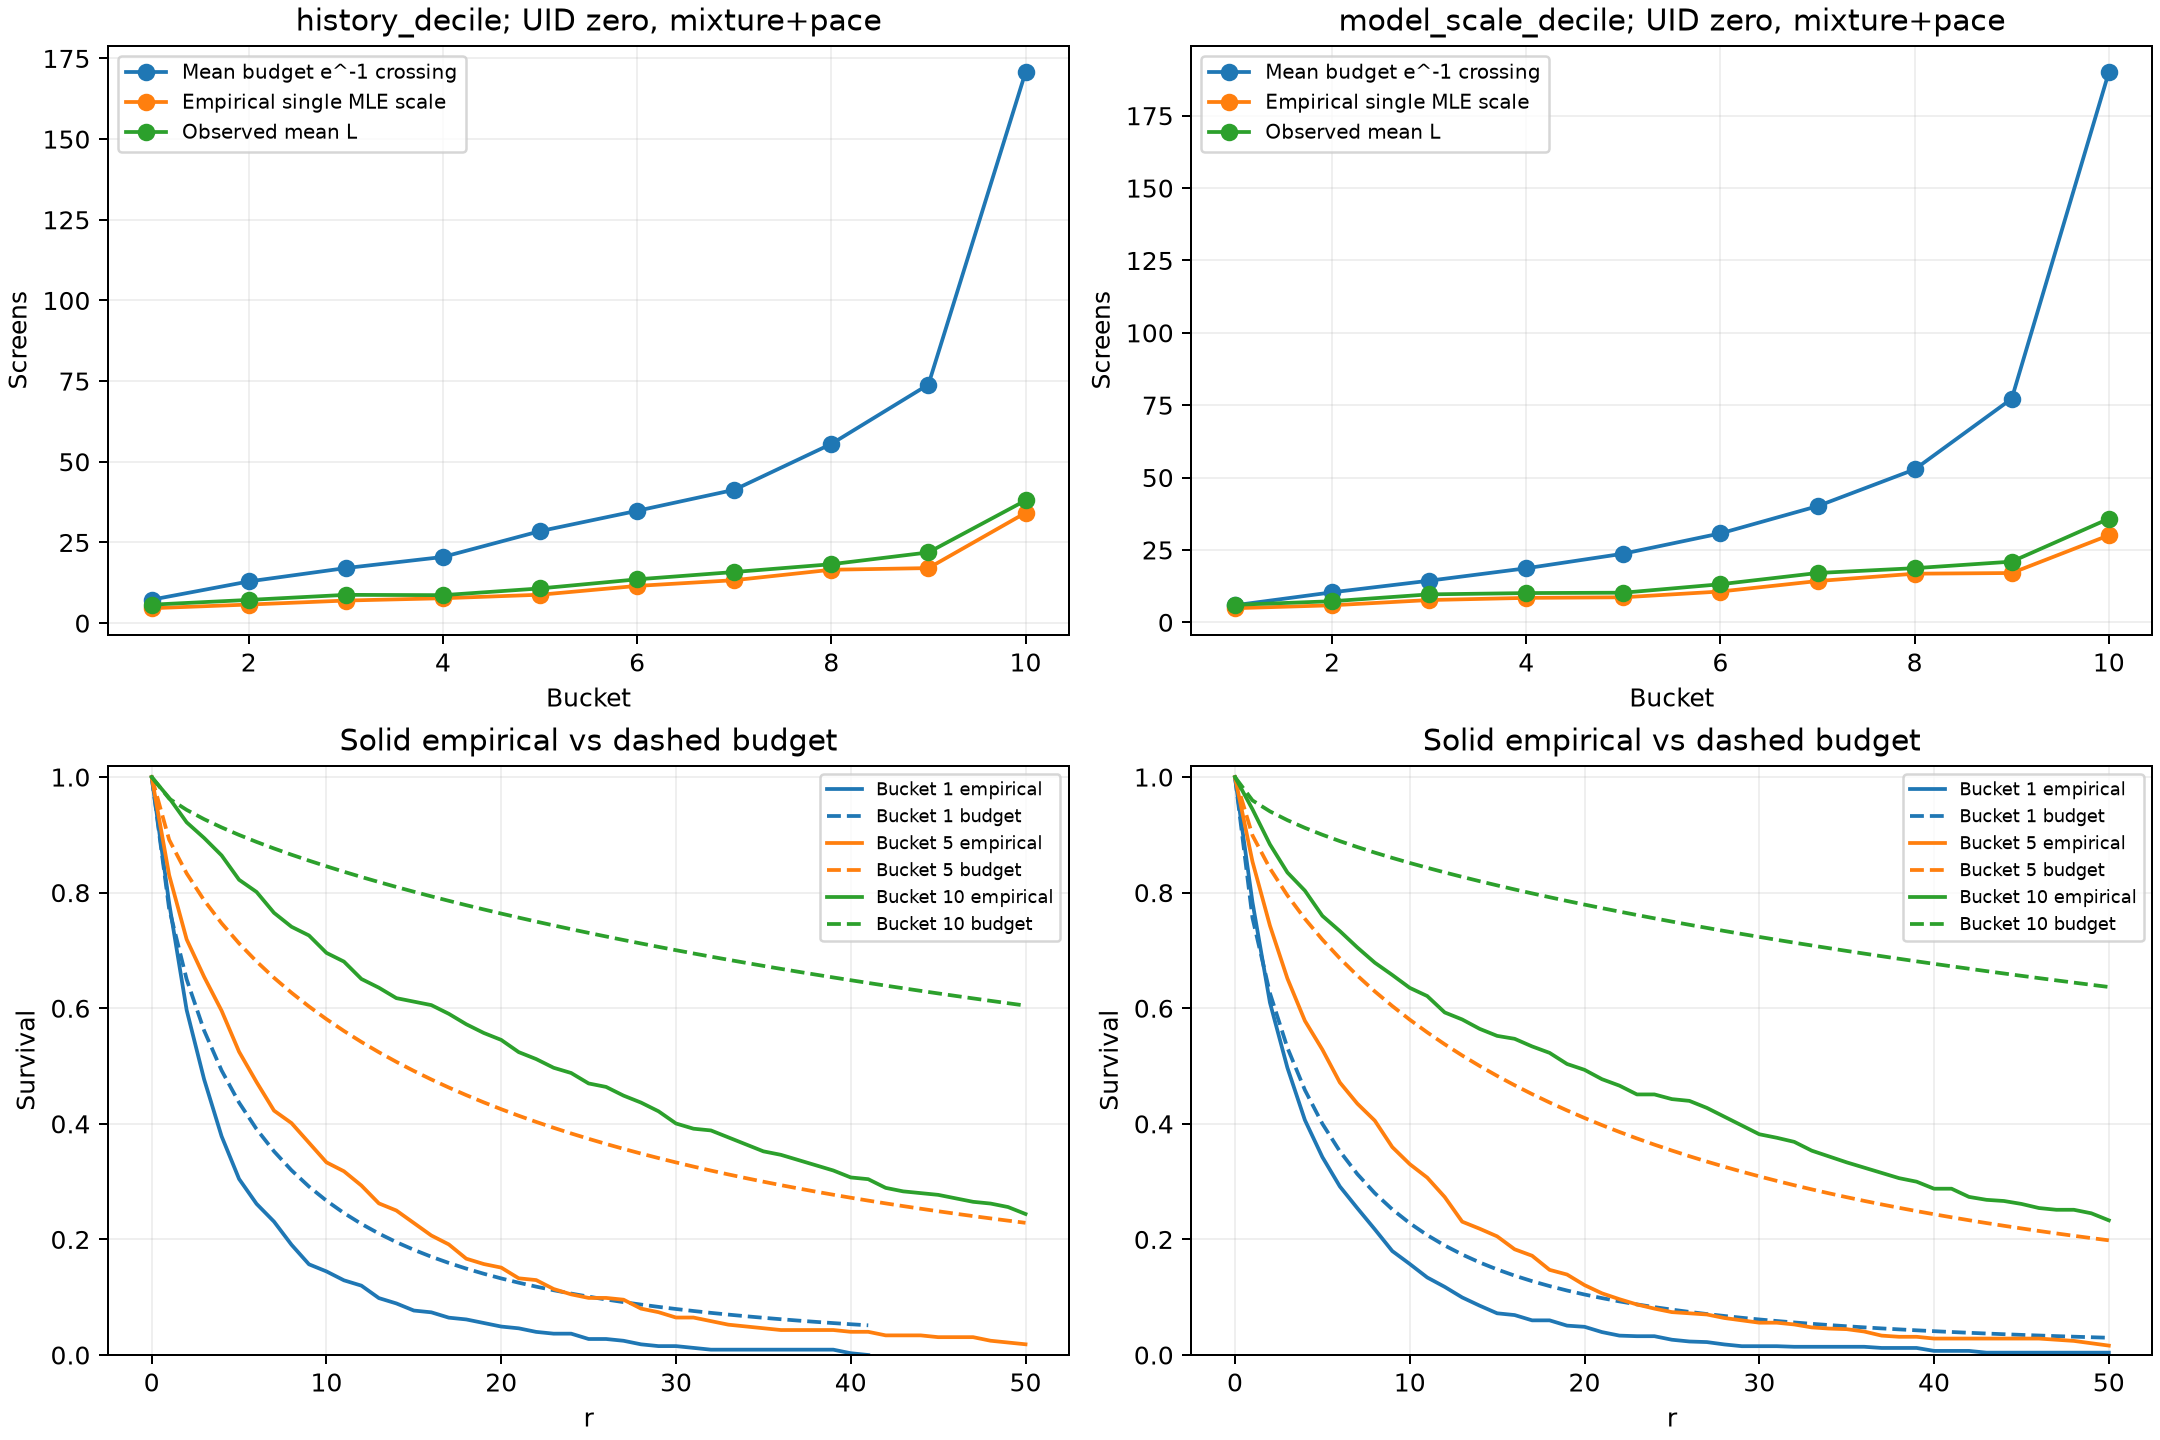 history_decile; UID zero, mixture+pace
175
150
125
100
75
50
25
0
Screens
Mean budget e^-1 crossing
Empirical single MLE scale
Observed mean L
2
4
6
8
10
Bucket
model_scale_decile; UID zero, mixture+pace
175
150
125
100
75
50
25
0
Screens
Mean budget e^-1 crossing
Empirical single MLE scale
Observed mean L
2
4
6
8
10
Bucket
Solid empirical vs dashed budget
1.0
0.8
0.6
0.4
0.2
0.0
Survival
Bucket 1 empirical
Bucket 1 budget
Bucket 5 empirical
Bucket 5 budget
Bucket 10 empirical
Bucket 10 budget
0
10
20
30
40
50
r
Solid empirical vs dashed budget
1.0
0.8
0.6
0.4
0.2
0.0
Survival
Bucket 1 empirical
Bucket 1 budget
Bucket 5 empirical
Bucket 5 budget
Bucket 10 empirical
Bucket 10 budget
0
10
20
30
40
50
r